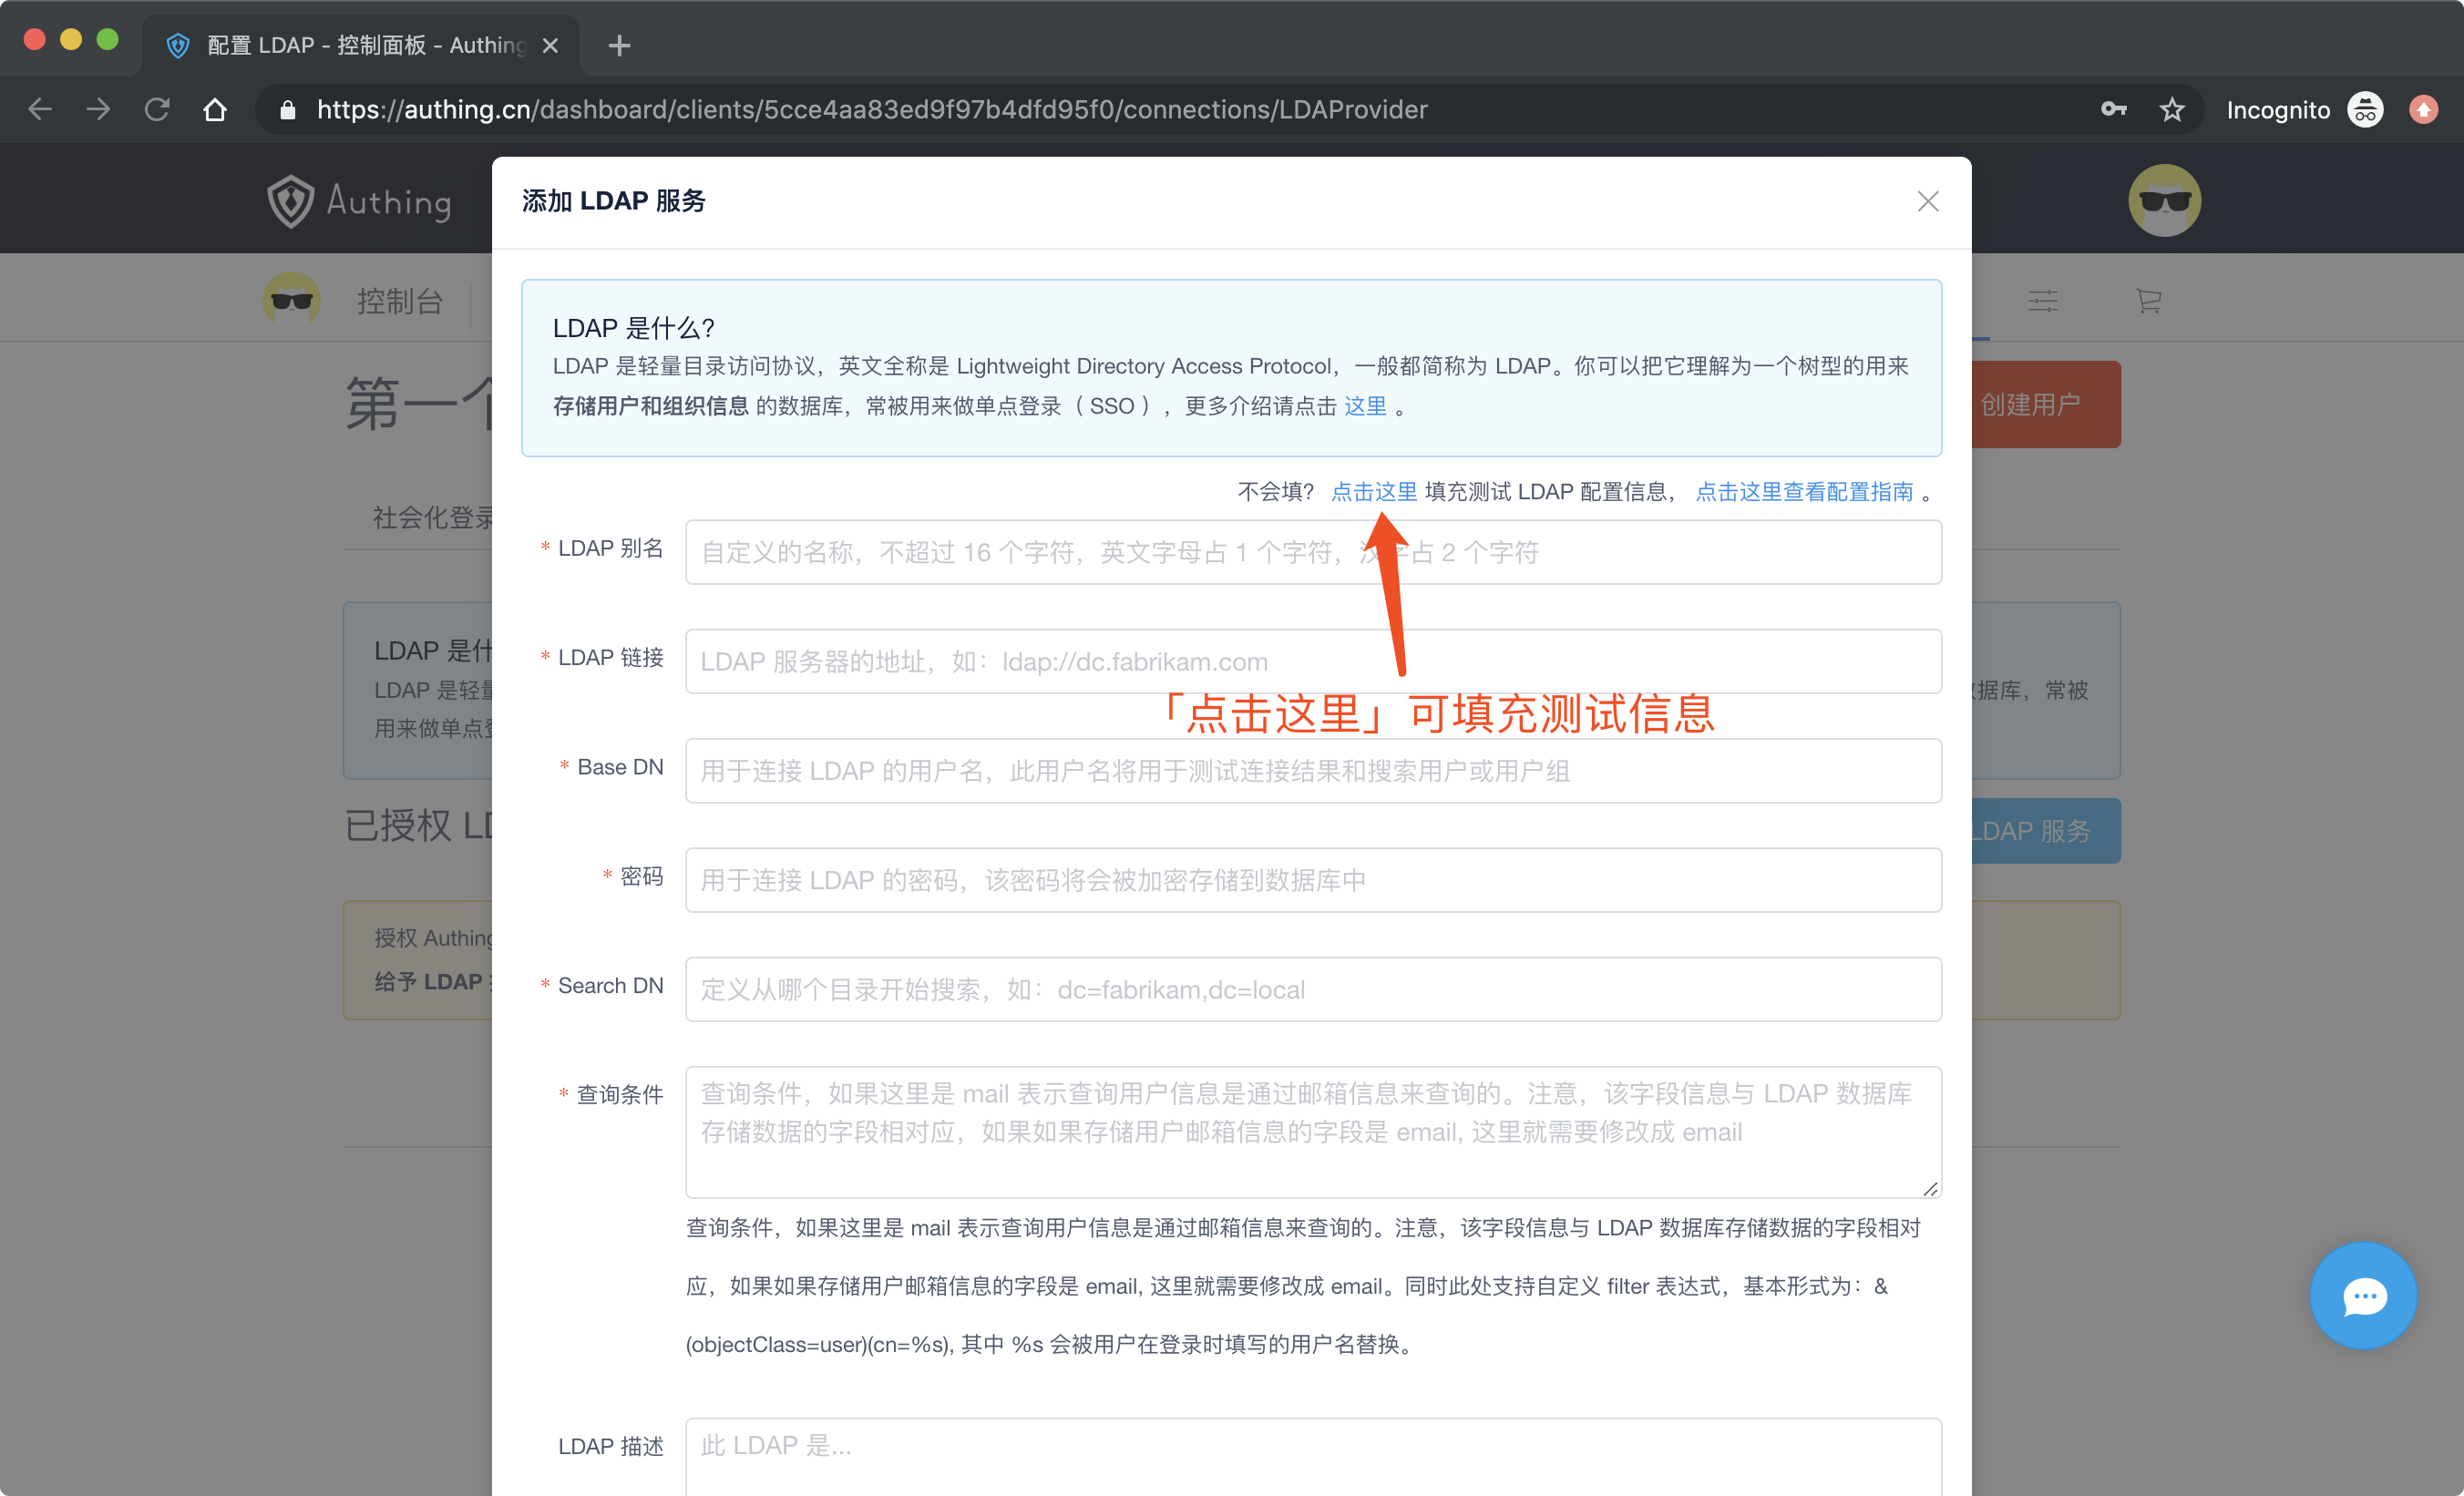 配置 LDAP - 控制面板 - Authing
https://authing.cn/dashboard/clients/5cce4aa83ed9f97b4dfd95f0/connections/LDAProvider
Incognito
Authing
添加 LDAP 服务
控制台
LDAP 是什么?
LDAP 是轻量目录访问协议，英文全称是 Lightweight Directory Access Protocol，一般都简称为 LDAP。你可以把它理解为一个树型的用来
存储用户和组织信息 的数据库，常被用来做单点登录（ SSO ），更多介绍请点击 这里 。
第一个
创建用户
不会填？ 点击这里 填充测试 LDAP 配置信息， 点击这里查看配置指南 。
社会化登录
* LDAP 别名
自定义的名称，不超过 16 个字符，英文字母占 1 个字符，汉字占 2 个字符
LDAP 是什
* LDAP 链接
LDAP 服务器的地址，如：ldap://dc.fabrikam.com
LDAP 是轻量
据库，常被
用来做单点登
「点击这里」可填充测试信息
* Base DN
用于连接 LDAP 的用户名，此用户名将用于测试连接结果和搜索用户或用户组
已授权 LD
LDAP 服务
* 密码
用于连接 LDAP 的密码，该密码将会被加密存储到数据库中
授权 Authing
给予 LDAP
* Search DN
定义从哪个目录开始搜索，如：dc=fabrikam,dc=local
* 查询条件
查询条件，如果这里是 mail 表示查询用户信息是通过邮箱信息来查询的。注意，该字段信息与 LDAP 数据库
存储数据的字段相对应，如果如果存储用户邮箱信息的字段是 email, 这里就需要修改成 email
查询条件，如果这里是 mail 表示查询用户信息是通过邮箱信息来查询的。注意，该字段信息与 LDAP 数据库存储数据的字段相对
应，如果如果存储用户邮箱信息的字段是 email, 这里就需要修改成 email。同时此处支持自定义 filter 表达式，基本形式为：&
(objectClass=user)(cn=%s), 其中 %s 会被用户在登录时填写的用户名替换。
LDAP 描述
此 LDAP 是...